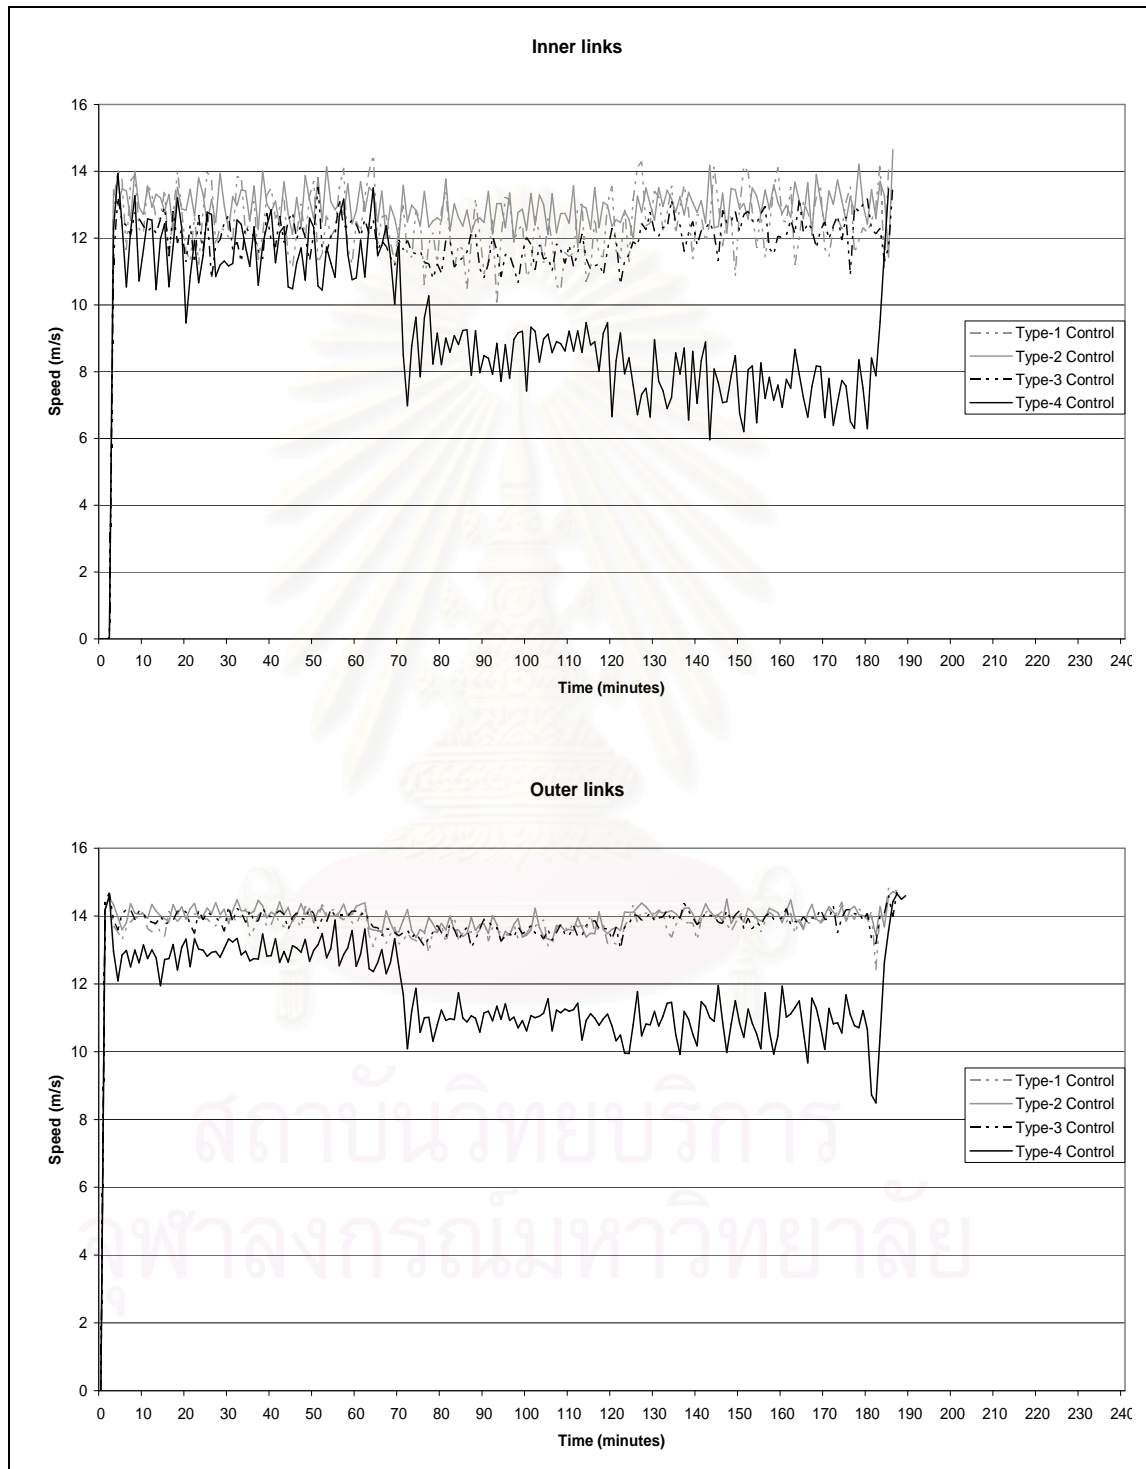 Inner links
16
14
12
10
8
6
4
2
0
Speed (m/s)
Type-1 Control
Type-2 Control
Type-3 Control
Type-4 Control
0 10 20 30 40 50 60 70 80 90 100 110 120 130 140 150 160 170 180 190 200 210 220 230 240
Time (minutes)
Outer links
16
14
12
10
8
6
4
2
0
Speed (m/s)
Type-1 Control
Type-2 Control
Type-3 Control
Type-4 Control
สถาบันวิทยบริการ
จุฬาลงกรณ์มหาวิทยาลัย
0 10 20 30 40 50 60 70 80 90 100 110 120 130 140 150 160 170 180 190 200 210 220 230 240
Time (minutes)